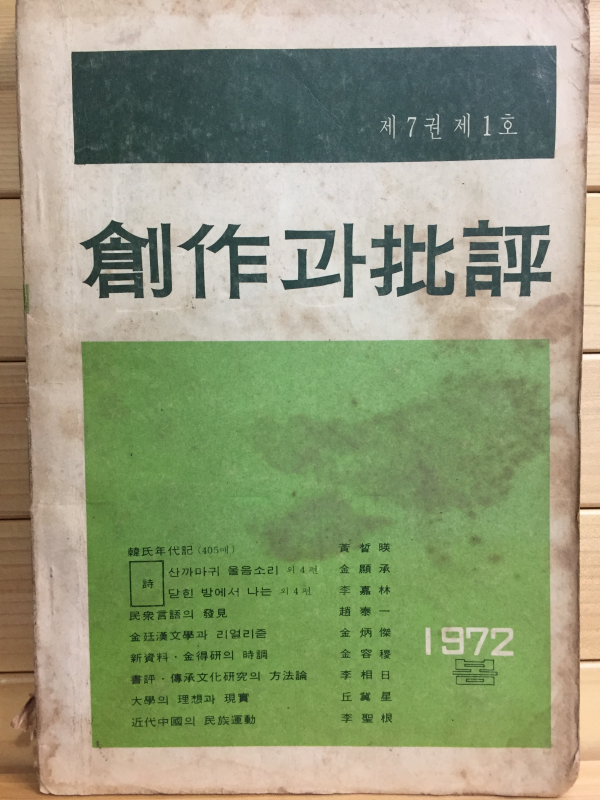 제7권 제1호
創作과批評
韓氏年代記 (405매) 黃晳暎
詩
산까마귀 울음소리 외4편 金顯承
닫힌 방에서 나는 외4편 李嘉林
民衆言語의 發見 趙泰一
金廷漢文學과 리얼리즘 金炳傑
新資料·金得硏의 時調 金容稷
書評·傳承文化硏究의 方法論 李相日
大學의 理想과 現實 丘冀星
近代中國의 民族運動 李聖根
1972
봄